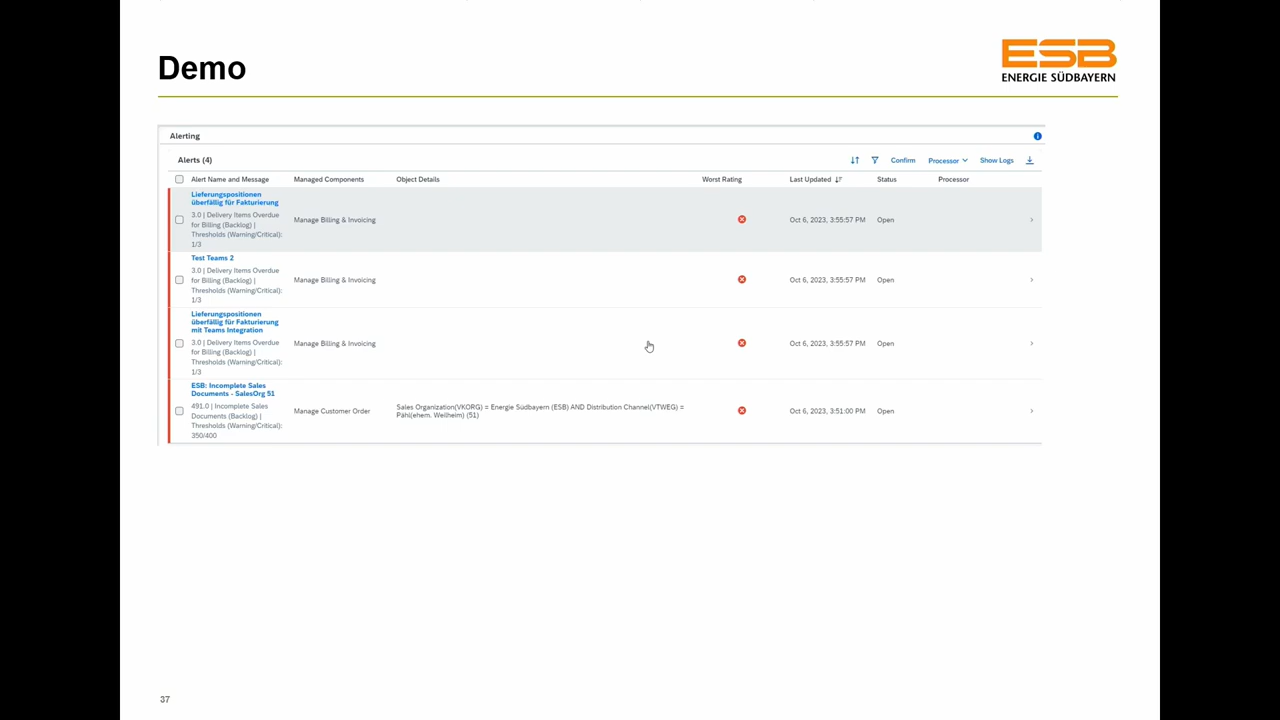 Demo
ESB
ENERGIE SÜDBAYERN
Alerting
Alerts (4)
Confirm
Processor
Show Logs
Alert Name and Message
Managed Components
Object Details
Worst Rating
Last Updated
Status
Processor
Lieferungspositionen
überfällig für Fakturierung
3.0 | Delivery Items Overdue
for Billing (Backlog) |
Thresholds (Warning/Critical):
1/3
Manage Billing & Invoicing
Oct 6, 2023, 3:55:57 PM
Open
Test Teams 2
3.0 | Delivery Items Overdue
for Billing (Backlog) |
Thresholds (Warning/Critical):
1/3
Manage Billing & Invoicing
Oct 6, 2023, 3:55:57 PM
Open
Lieferungspositionen
überfällig für Fakturierung
mit Teams Integration
3.0 | Delivery Items Overdue
for Billing (Backlog) |
Thresholds (Warning/Critical):
1/3
Manage Billing & Invoicing
Oct 6, 2023, 3:55:57 PM
Open
ESB: Incomplete Sales
Documents - SalesOrg 51
491.0 | Incomplete Sales
Documents (Backlog) |
Thresholds (Warning/Critical):
350/400
Manage Customer Order
Sales Organization(VKORG) = Energie Südbayern (ESB) AND Distribution Channel(VTWEG) =
Pähl(ehem. Weilheim) (51)
Oct 6, 2023, 3:51:00 PM
Open
37